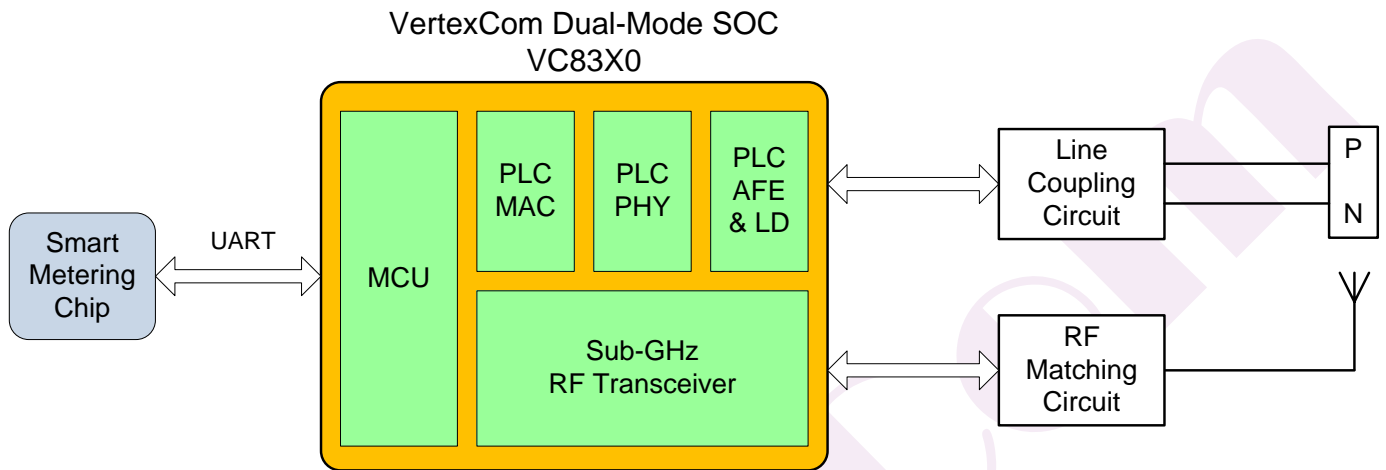 VertexCom Dual-Mode SOC
VC83X0
Smart
Metering
Chip
UART
MCU
PLC
MAC
PLC
PHY
PLC
AFE
& LD
Sub-GHz
RF Transceiver
Line
Coupling
Circuit
P
N
RF
Matching
Circuit